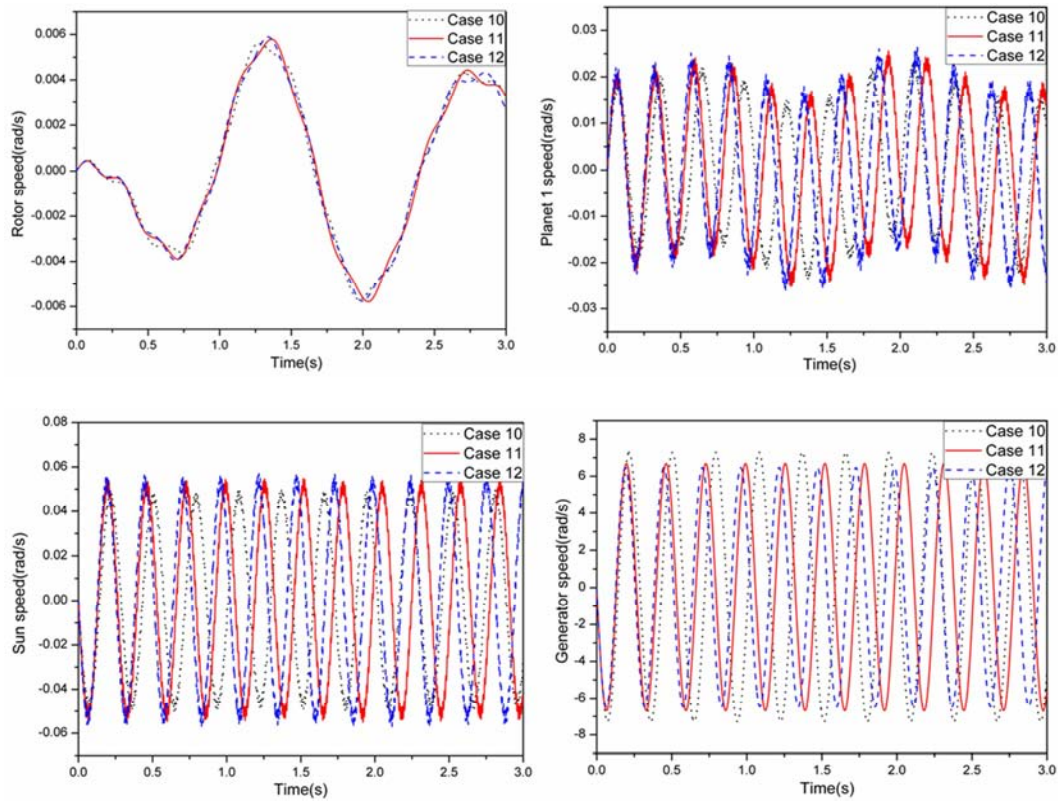 Rotor speed(rad/s)
0.006
0.004
0.002
0.000
-0.002
-0.004
-0.006
0.0 0.5 1.0 1.5 2.0 2.5 3.0
Time(s)
Case 10
Case 11
Case 12
Planet 1 speed(rad/s)
0.03
0.02
0.01
0.00
-0.01
-0.02
-0.03
0.0 0.5 1.0 1.5 2.0 2.5 3.0
Time(s)
Case 10
Case 11
Case 12
Sun speed(rad/s)
0.08
0.06
0.04
0.02
0.00
-0.02
-0.04
-0.06
0.0 0.5 1.0 1.5 2.0 2.5 3.0
Time(s)
Case 10
Case 11
Case 12
Generator speed(rad/s)
8
6
4
2
0
-2
-4
-6
-8
0.0 0.5 1.0 1.5 2.0 2.5 3.0
Time(s)
Case 10
Case 11
Case 12